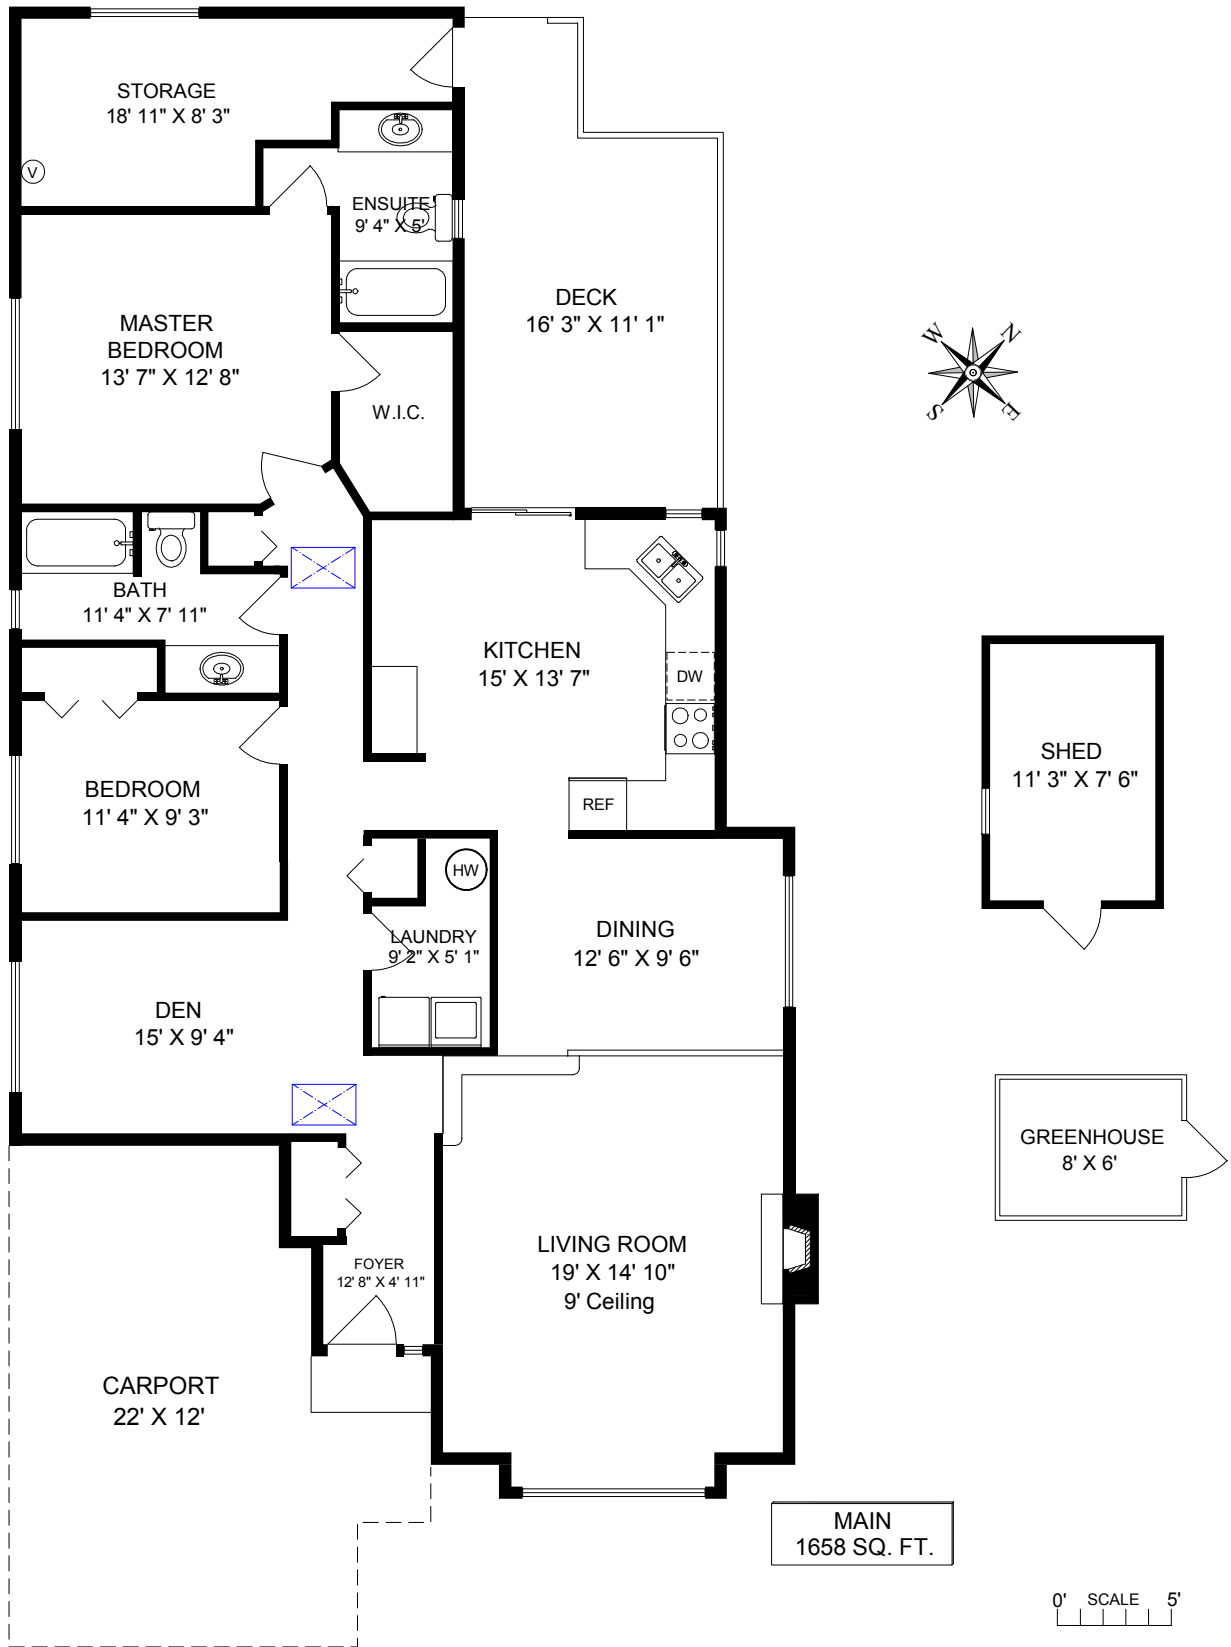 STORAGE
18' 11" X 8' 3"
V
ENSUITE
9' 4" X 5'
DECK
16' 3" X 11' 1"
MASTER
BEDROOM
13' 7" X 12' 8"
W.I.C.
W
N
S
E
BATH
11' 4" X 7' 11"
KITCHEN
15' X 13' 7"
DW
REF
BEDROOM
11' 4" X 9' 3"
SHED
11' 3" X 7' 6"
HW
LAUNDRY
9' 2" X 5' 1"
DINING
12' 6" X 9' 6"
DEN
15' X 9' 4"
GREENHOUSE
8' X 6'
FOYER
12' 8" X 4' 11"
LIVING ROOM
19' X 14' 10"
9' Ceiling
CARPORT
22' X 12'
MAIN
1658 SQ. FT.
0' SCALE 5'